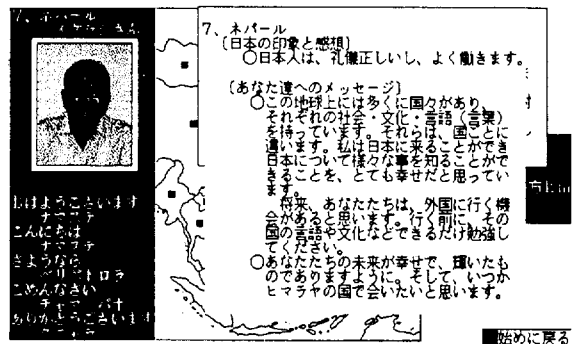 7、ネパール
7、ネパール
〔日本の印象と感想〕
○日本人は、礼儀正しいし、よく働きます。
〔あなた達へのメッセージ〕
○この地球上には多くに国々があり、
それぞれの社会・文化・言語（言葉）
を持っています。それらは、国ごとに
違います。私は日本に来ることができ
日本について様々な事を知ることがで
きることを、とても幸せだと思ってい
ます。
将来、あなたたちは、外国に行く機
会があると思います。行く前に、その
国の言語や文化などできるだけ勉強し
てください。
○あなたたちの未来が幸せで、輝いたも
のでありますように。そして、いつか
ヒマラヤの国で会いたいと思います。
おはようございます
ナマステ
こんにちは
ナマステ
さようなら
ごめんなさい
ありがとうございます
始めに戻る